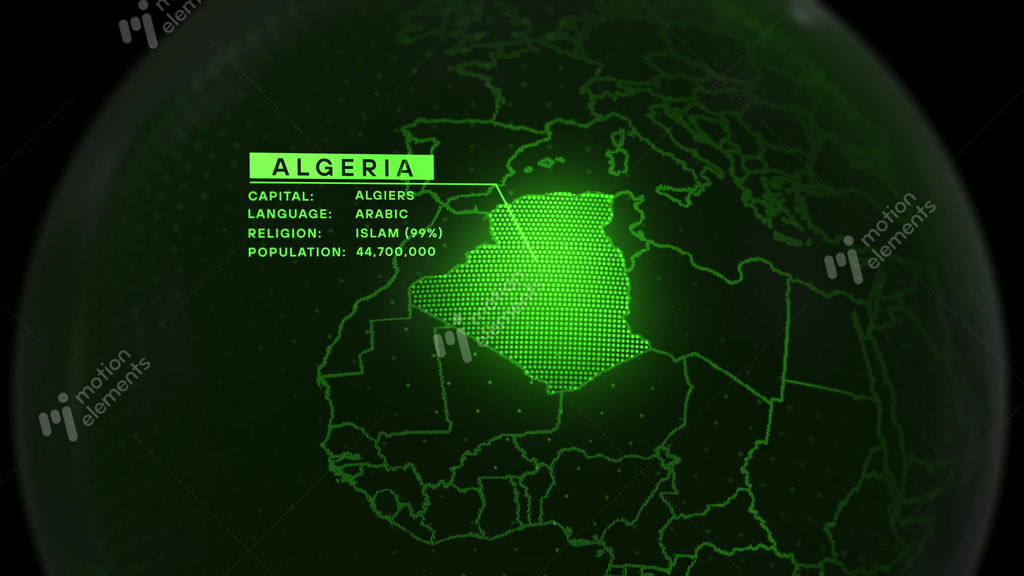 motion
elements
ALGERIA
CAPITAL: ALGIERS
LANGUAGE: ARABIC
RELIGION: ISLAM (99%)
POPULATION: 44,700,000
motion
elements
motion
elements
motion
elements